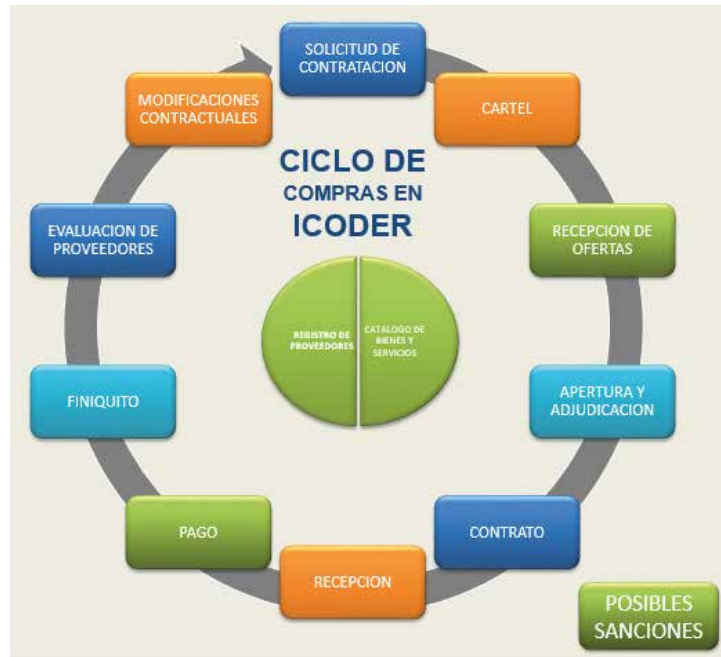 SOLICITUD DE
CONTRATACION
MODIFICACIONES
CONTRACTUALES
CARTEL
CICLO DE
COMPRAS EN
ICODER
EVALUACION DE
PROVEEDORES
RECEPCION DE
OFERTAS
REGISTRO DE
PROVEEDORES
CATALOGO DE
BIENES Y
SERVICIOS
FINIQUITO
APERTURA Y
ADJUDICACION
PAGO
CONTRATO
RECEPCION
POSIBLES
SANCIONES